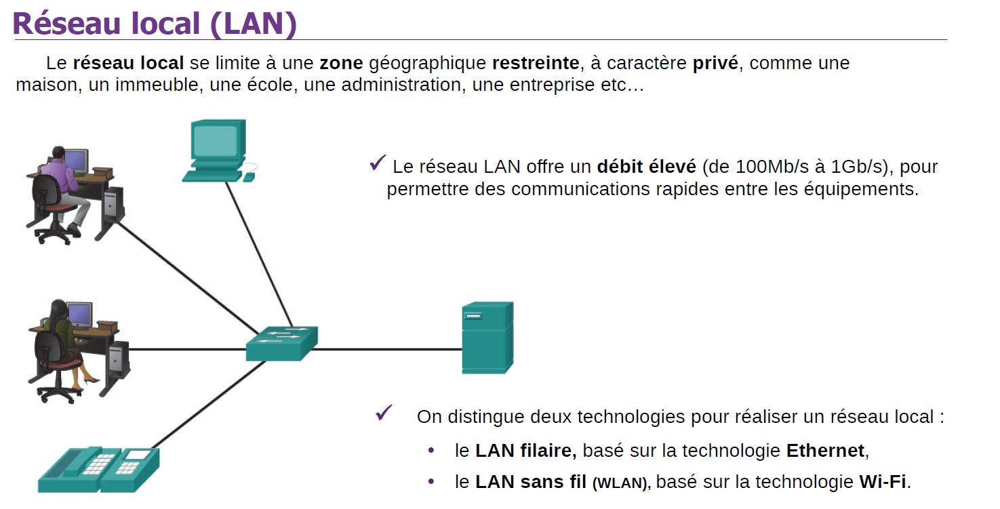 Réseau local (LAN)
Le réseau local se limite à une zone géographique restreinte, à caractère privé, comme une
maison, un immeuble, une école, une administration, une entreprise etc…
✓ Le réseau LAN offre un débit élevé (de 100Mb/s à 1Gb/s), pour
permettre des communications rapides entre les équipements.
✓ On distingue deux technologies pour réaliser un réseau local :
• le LAN filaire, basé sur la technologie Ethernet,
• le LAN sans fil (WLAN), basé sur la technologie Wi-Fi.